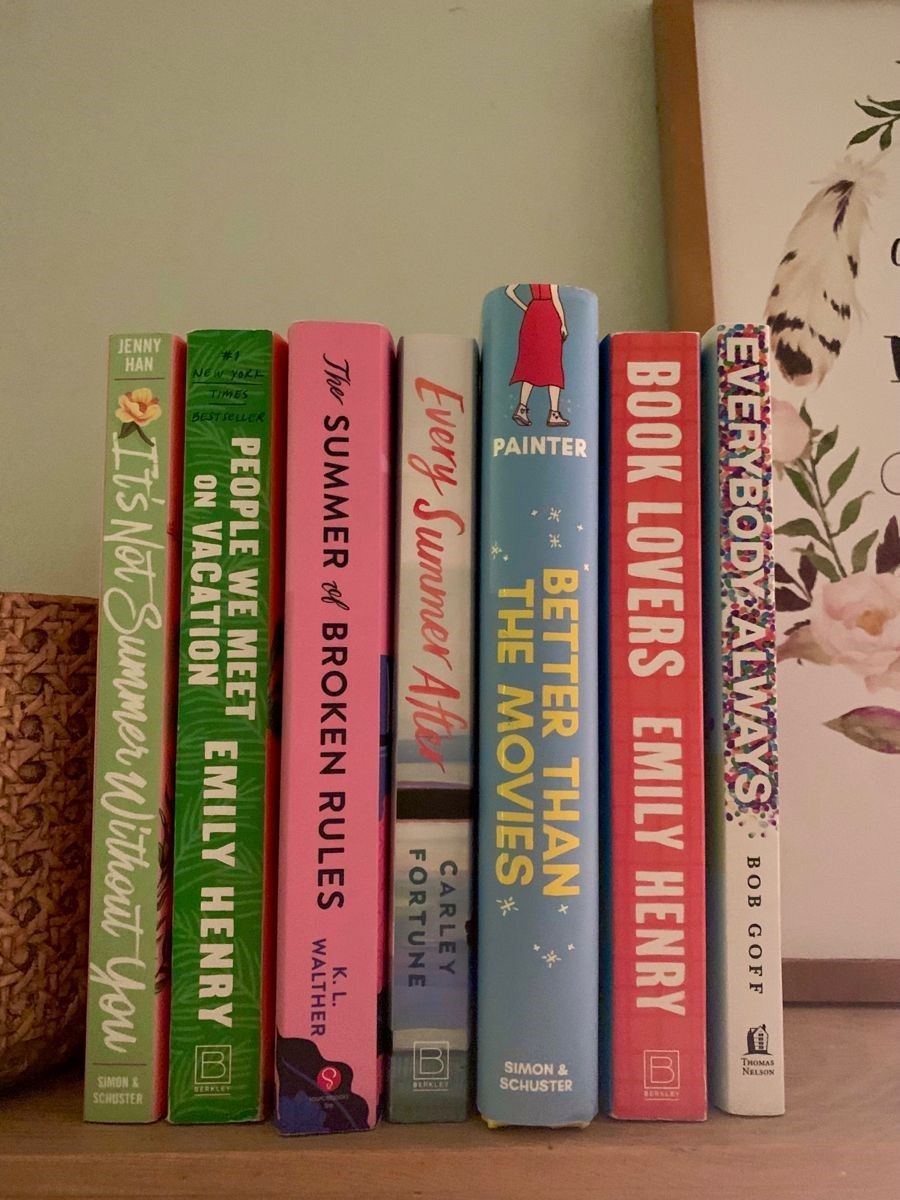 JENNY
HAN
It's Not Summer Without You
SIMON &
SCHUSTER
#1
NEW YORK
TIMES
BESTSELLER
PEOPLE WE MEET
ON VACATION
EMILY HENRY
B
BERKLEY
The SUMMER of BROKEN RULES
K. L.
WALTHER
sourcebooks
fire
Every Summer After
CARLEY
FORTUNE
B
BERKLEY
PAINTER
BETTER THAN
THE MOVIES
SIMON &
SCHUSTER
BOOK LOVERS EMILY HENRY
B
BERKLEY
EVERYBODY, ALWAYS
BOB GOFF
THOMAS
NELSON